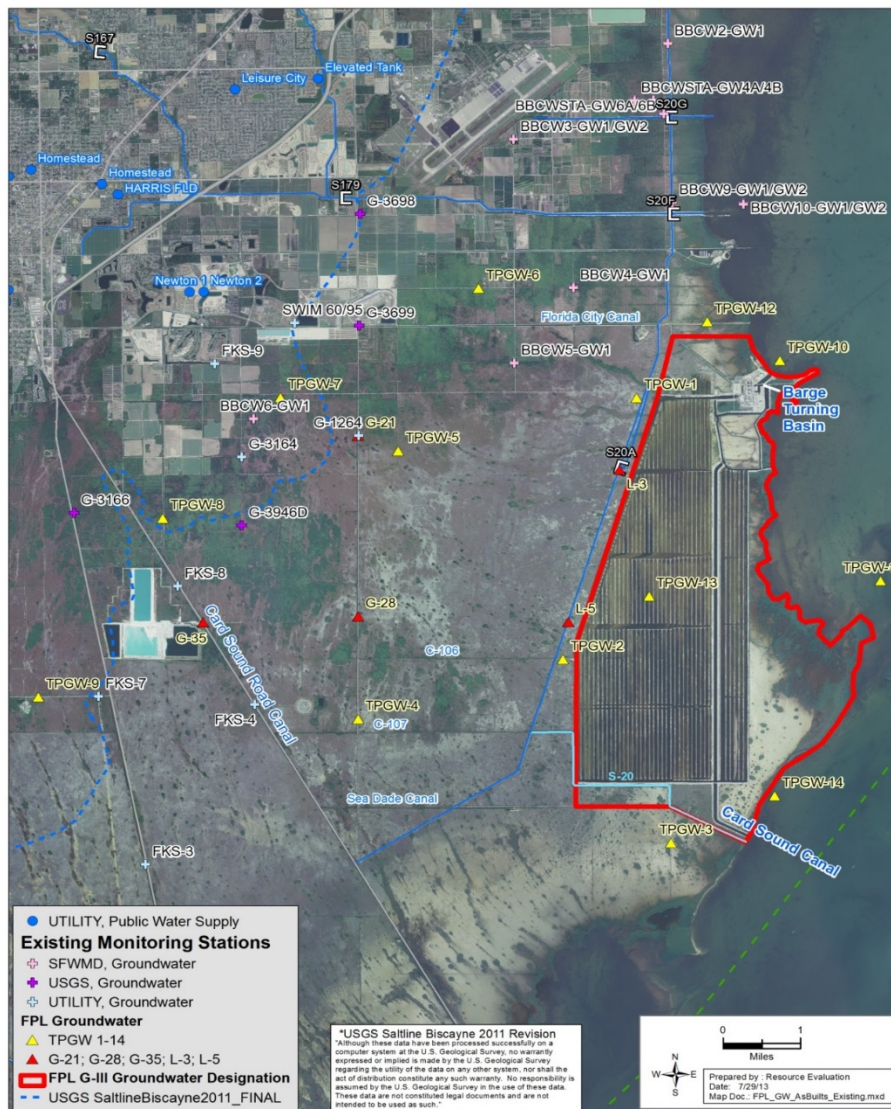 S167
BBCW2-GW1
Elevated Tank
Leisure City
BBCWSTA-GW4A/4B
BBCWSTA-GW6A/6B
S20G
BBCW3-GW1/GW2
Homestead
Homestead
HARRIS FLD
S179
G-3698
S20F
BBCW9-GW1/GW2
BBCW10-GW1/GW2
TPGW-6
BBCW4-GW1
Newton 1
Newton 2
SWIM 60/95
G-3699
Florida City Canal
TPGW-12
FKS-9
BBCW5-GW1
TPGW-10
TPGW-7
TPGW-1
Barge
Turning
Basin
BBCW6-GW1
G-1264
G-21
G-3164
TPGW-5
S20A
L-3
G-3166
TPGW-8
G-3946D
FKS-8
TPGW-13
G-35
G-28
L-5
Card Sound Road Canal
C-106
TPGW-2
TPGW-9
FKS-7
FKS-4
TPGW-4
C-107
S-20
Sea Dade Canal
TPGW-14
TPGW-3
Card Sound Canal
FKS-3
UTILITY, Public Water Supply
Existing Monitoring Stations
SFWMD, Groundwater
USGS, Groundwater
UTILITY, Groundwater
FPL Groundwater
TPGW 1-14
G-21; G-28; G-35; L-3; L-5
FPL G-III Groundwater Designation
USGS SaltlineBiscayne2011_FINAL
*USGS Saltline Biscayne 2011 Revision
"Although these data have been processed successfully on a
computer system at the U.S. Geological Survey, no warranty
expressed or implied is made by the U.S. Geological Survey
regarding the utility of the data on any other system, nor shall the
act of distribution constitute any such warranty. No responsibility is
assumed by the U.S. Geological Survey in the use of these data.
These data are not constituted legal documents and are not
intended to be used as such."
0 1
Miles
N
W E
S
Prepared by : Resource Evaluation
Date: 7/29/13
Map Doc.: FPL_GW_AsBuilts_Existing.mxd